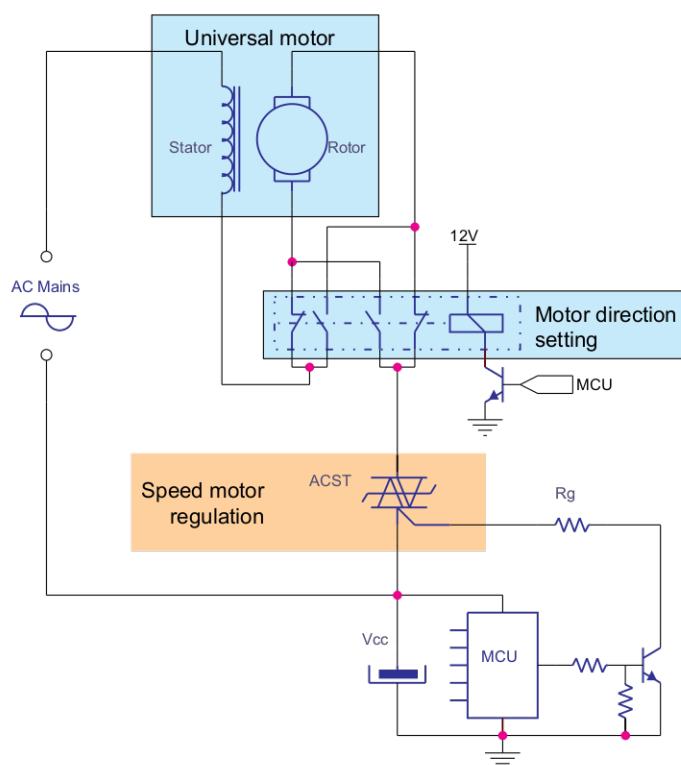 Universal motor
Stator
Rotor
12V
AC Mains
Motor direction
setting
MCU
ACST
Speed motor
regulation
Rg
Vcc
MCU